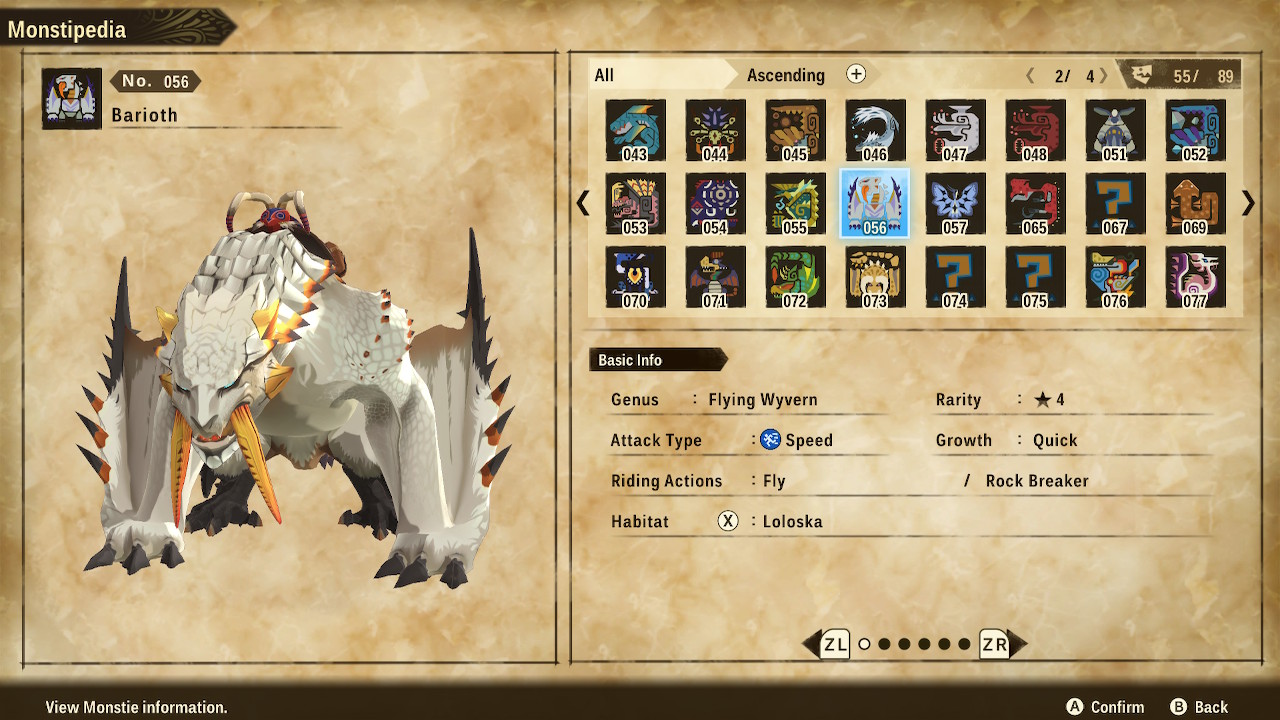 Monstipedia
No. 056
Barioth
All
Ascending
2/ 4
55/ 89
043 044 045 046 047 048 051 052
053 054 055 056 057 065 067 069
070 071 072 073 074 075 076 077
Basic Info
Genus : Flying Wyvern
Rarity : ★ 4
Attack Type : Speed
Growth : Quick
Riding Actions : Fly / Rock Breaker
Habitat X : Loloska
ZL ZR
View Monstie information.
A Confirm B Back